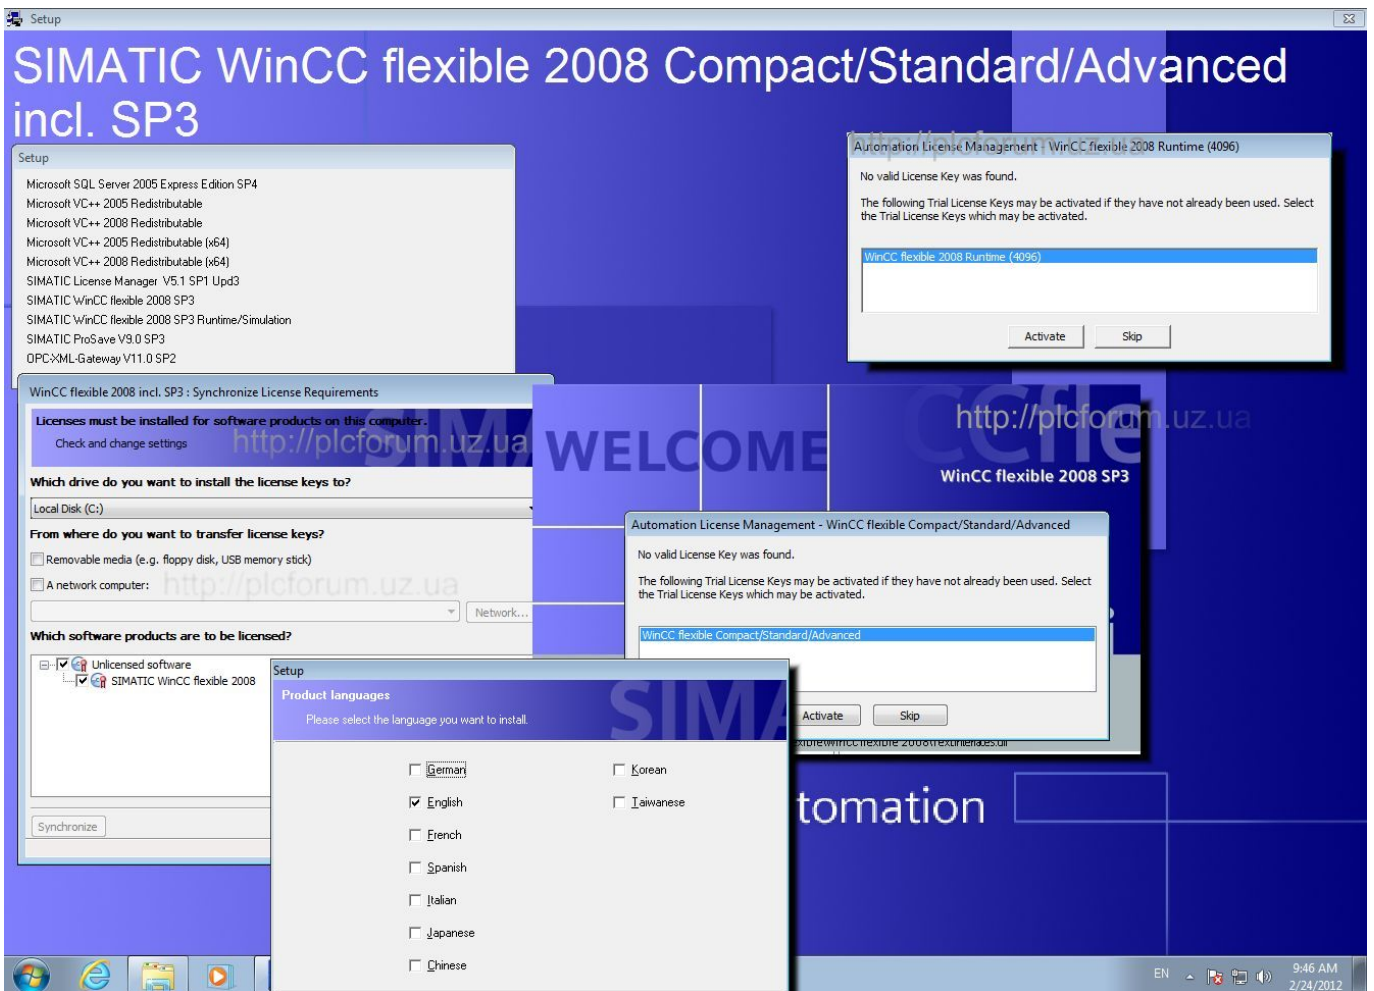 Setup
SIMATIC WinCC flexible 2008 Compact/Standard/Advanced
incl. SP3
Setup
Microsoft SQL Server 2005 Express Edition SP4
Microsoft VC++ 2005 Redistributable
Microsoft VC++ 2008 Redistributable
Microsoft VC++ 2005 Redistributable (x64)
Microsoft VC++ 2008 Redistributable (x64)
SIMATIC License Manager V5.1 SP1 Upd3
SIMATIC WinCC flexible 2008 SP3
SIMATIC WinCC flexible 2008 SP3 Runtime/Simulation
SIMATIC ProSave V9.0 SP3
OPC-XML-Gateway V11.0 SP2
http://plcforum.uz.ua
Automation License Management - WinCC flexible 2008 Runtime (4096)
No valid License Key was found.
The following Trial License Keys may be activated if they have not already been used. Select
the Trial License Keys which may be activated.
WinCC flexible 2008 Runtime (4096)
Activate
Skip
WinCC flexible 2008 incl. SP3 : Synchronize License Requirements
Licenses must be installed for software products on this computer.
Check and change settings
http://plcforum.uz.ua
Which drive do you want to install the license keys to?
Local Disk (C:)
From where do you want to transfer license keys?
Removable media (e.g. floppy disk, USB memory stick)
A network computer:
http://plcforum.uz.ua
Network...
Which software products are to be licensed?
Unlicensed software
SIMATIC WinCC flexible 2008
Synchronize
WELCOME
CCfle
http://plcforum.uz.ua
WinCC flexible 2008 SP3
Automation License Management - WinCC flexible Compact/Standard/Advanced
No valid License Key was found.
The following Trial License Keys may be activated if they have not already been used. Select
the Trial License Keys which may be activated.
WinCC flexible Compact/Standard/Advanced
Activate
Skip
Setup
Product languages
Please select the language you want to install.
SIMA
German
English
French
Spanish
Italian
Japanese
Chinese
Korean
Taiwanese
tomation
EN
9:46 AM
2/24/2012